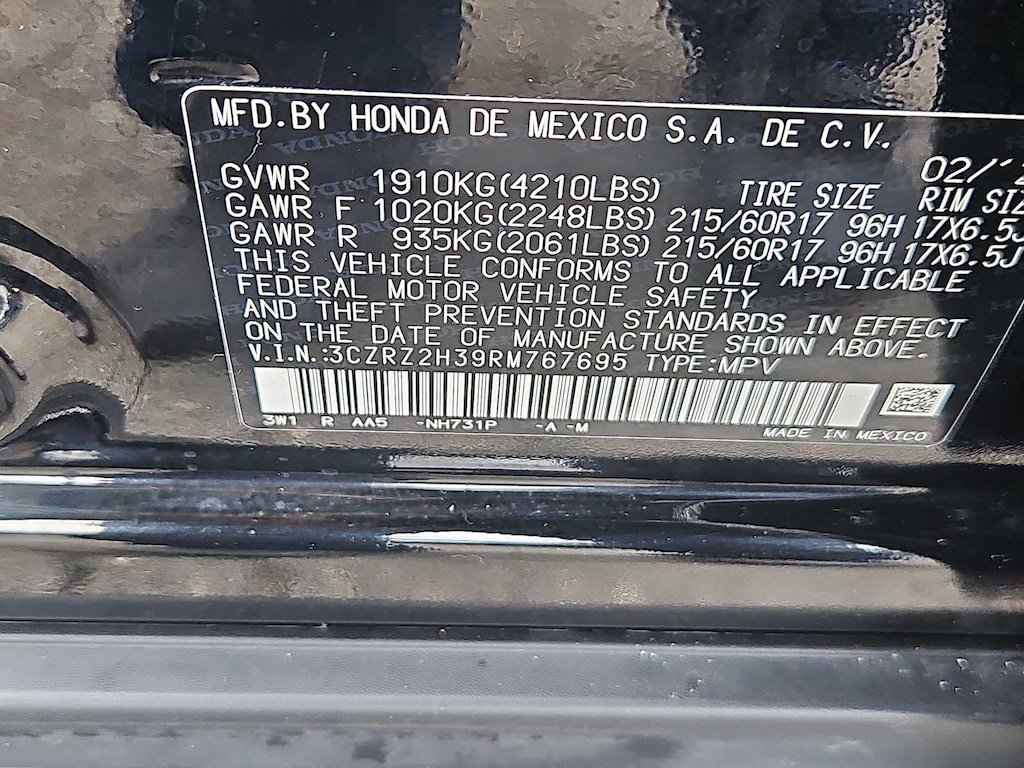 MFD.BY HONDA DE MEXICO S.A. DE C.V.
02/'
GVWR 1910KG(4210LBS) TIRE SIZE RIM SIZ
GAWR F 1020KG(2248LBS) 215/60R17 96H 17X6.5J
GAWR R 935KG(2061LBS) 215/60R17 96H 17X6.5J
THIS VEHICLE CONFORMS TO ALL APPLICABLE
FEDERAL MOTOR VEHICLE SAFETY
AND THEFT PREVENTION STANDARDS IN EFFECT
ON THE DATE OF MANUFACTURE SHOWN ABOVE.
V.I.N.:3CZRZ2H39RM767695 TYPE:MPV
3W1 R AA5 -NH731P -A -M
MADE IN MEXICO